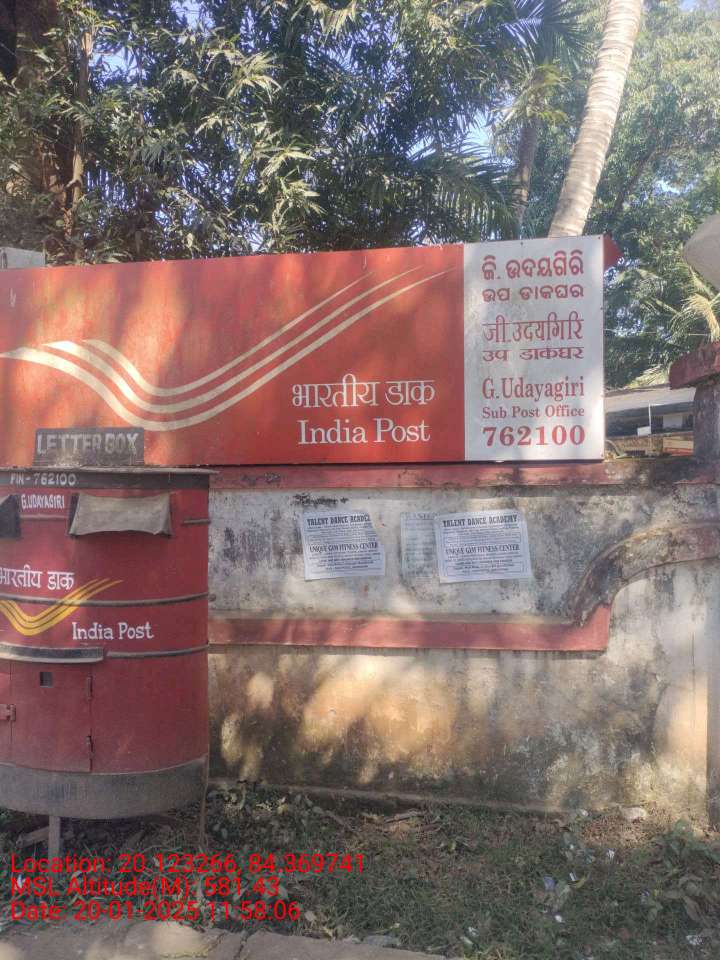 ଜି. ଉଦୟଗିରି
ଉପ ଡାକଘର
जी.उदयगिरि
उप डाकघर
G.Udayagiri
Sub Post Office
762100
भारतीय डाक
India Post
LETTER BOX
PIN-762100
G.UDAYAGIRI
भारतीय डाक
India Post
TALENT DANCE ACADEM
UNIQUE GYM FITNESS CENTER
TALENT DANCE ACADEMY
UNIQUE GYM FITNESS CENTER
Location: 20.123266, 84.369741
MSL Altitude(M): 581.43
Date: 20-01-2025 11:58:06